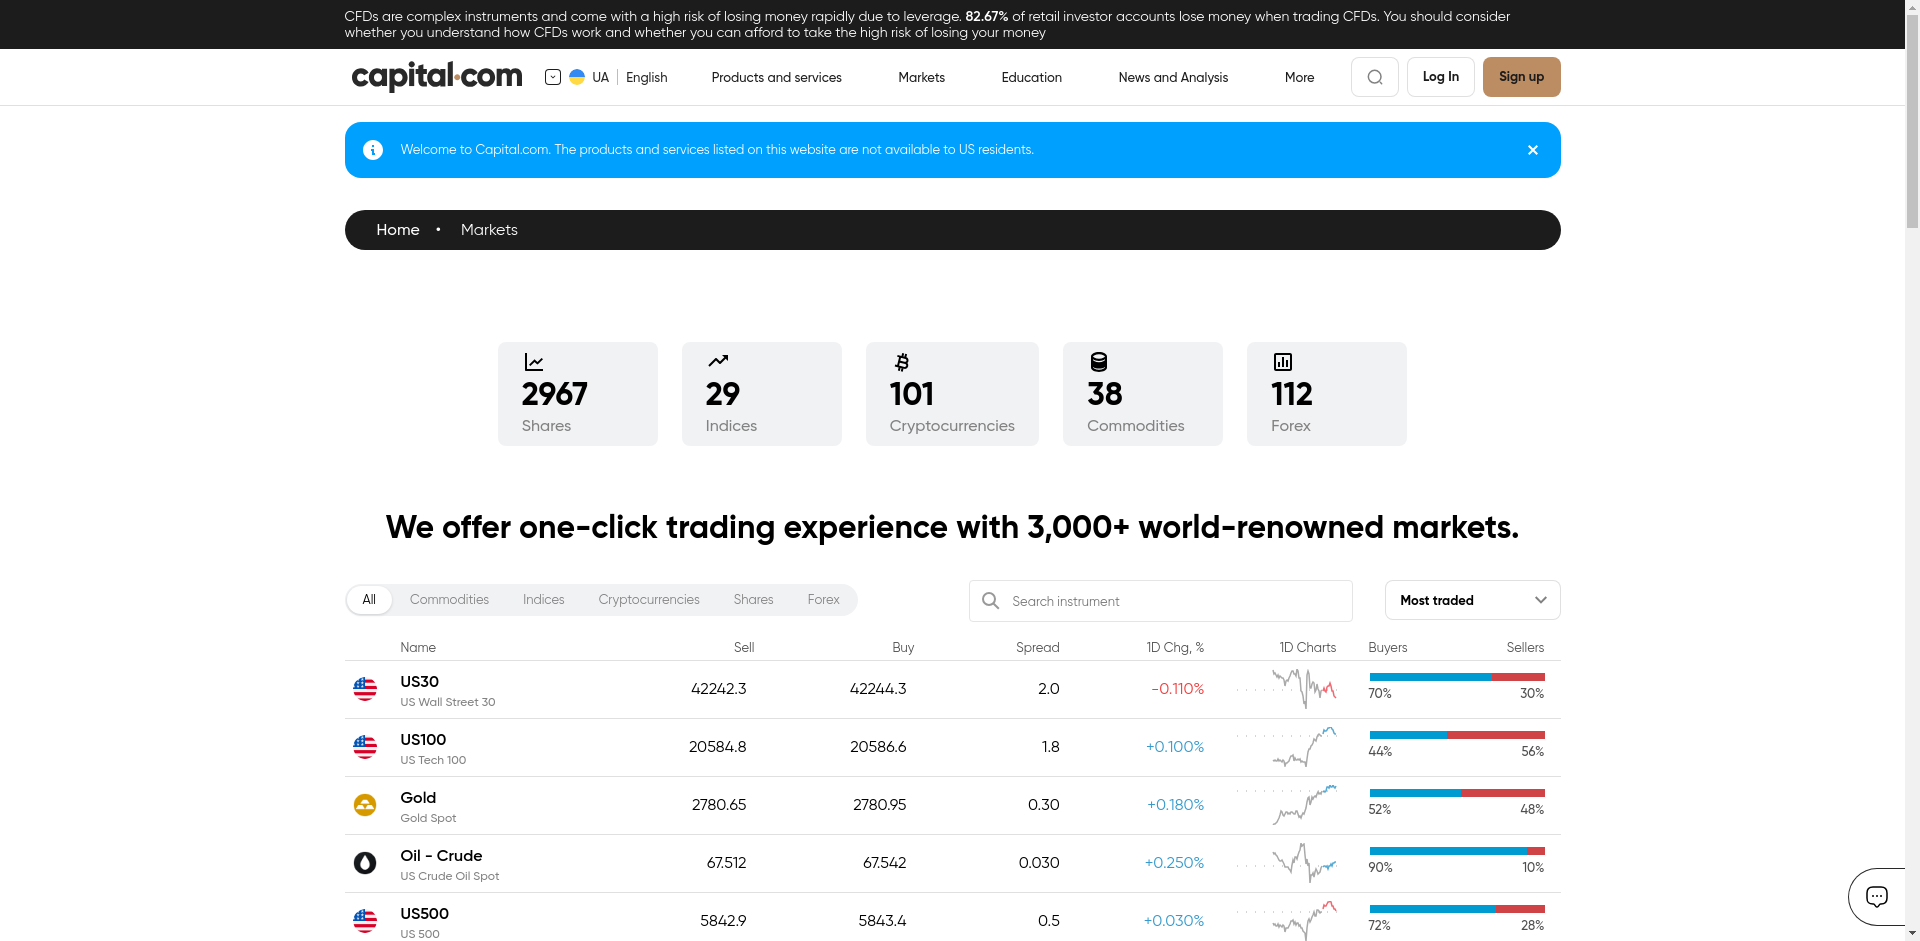 CFDs are complex instruments and come with a high risk of losing money rapidly due to leverage. 82.67% of retail investor accounts lose money when trading CFDs. You should consider
whether you understand how CFDs work and whether you can afford to take the high risk of losing your money
capital.com
UA English
Products and services
Markets
Education
News and Analysis
More
Log In
Sign up
Welcome to Capital.com. The products and services listed on this website are not available to US residents.
Home • Markets
2967
Shares
29
Indices
101
Cryptocurrencies
38
Commodities
112
Forex
We offer one-click trading experience with 3,000+ world-renowned markets.
All Commodities Indices Cryptocurrencies Shares Forex
Search instrument
Most traded
Name Sell Buy Spread 1D Chg, % 1D Charts Buyers Sellers
US30
US Wall Street 30
42242.3 42244.3 2.0 -0.110% 70% 30%
US100
US Tech 100
20584.8 20586.6 1.8 +0.100% 44% 56%
Gold
Gold Spot
2780.65 2780.95 0.30 +0.180% 52% 48%
Oil - Crude
US Crude Oil Spot
67.512 67.542 0.030 +0.250% 90% 10%
US500
US 500
5842.9 5843.4 0.5 +0.030% 72% 28%